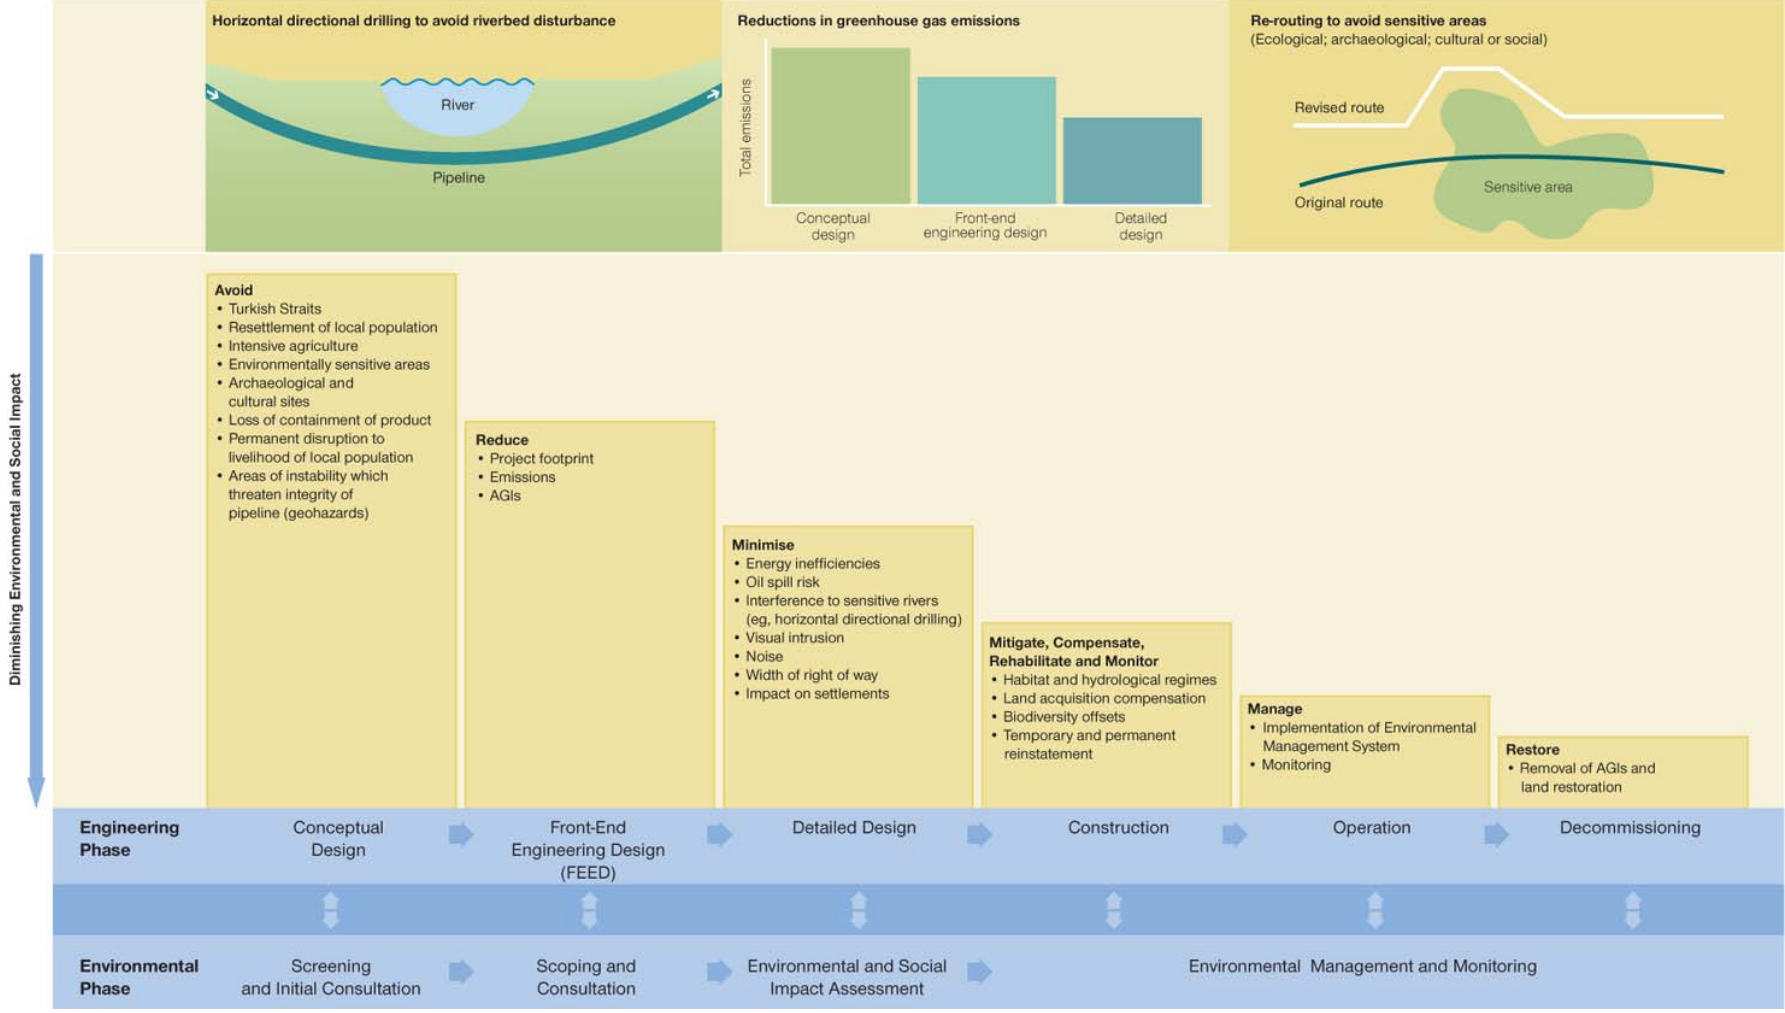 Horizontal directional drilling to avoid riverbed disturbance
River
Pipeline
Reductions in greenhouse gas emissions
Total emissions
Conceptual
design
Front-end
engineering design
Detailed
design
Re-routing to avoid sensitive areas
(Ecological; archaeological; cultural or social)
Revised route
Sensitive area
Original route
Diminishing Environmental and Social Impact
Avoid
• Turkish Straits
• Resettlement of local population
• Intensive agriculture
• Environmentally sensitive areas
• Archaeological and
cultural sites
• Loss of containment of product
• Permanent disruption to
livelihood of local population
• Areas of instability which
threaten integrity of
pipeline (geohazards)
Reduce
• Project footprint
• Emissions
• AGIs
Minimise
• Energy inefficiencies
• Oil spill risk
• Interference to sensitive rivers
(eg, horizontal directional drilling)
• Visual intrusion
• Noise
• Width of right of way
• Impact on settlements
Mitigate, Compensate,
Rehabilitate and Monitor
• Habitat and hydrological regimes
• Land acquisition compensation
• Biodiversity offsets
• Temporary and permanent
reinstatement
Manage
• Implementation of Environmental
Management System
• Monitoring
Restore
• Removal of AGIs and
land restoration
Engineering
Phase
Conceptual
Design
Front-End
Engineering Design
(FEED)
Detailed Design
Construction
Operation
Decommissioning
Environmental
Phase
Screening
and Initial Consultation
Scoping and
Consultation
Environmental and Social
Impact Assessment
Environmental Management and Monitoring